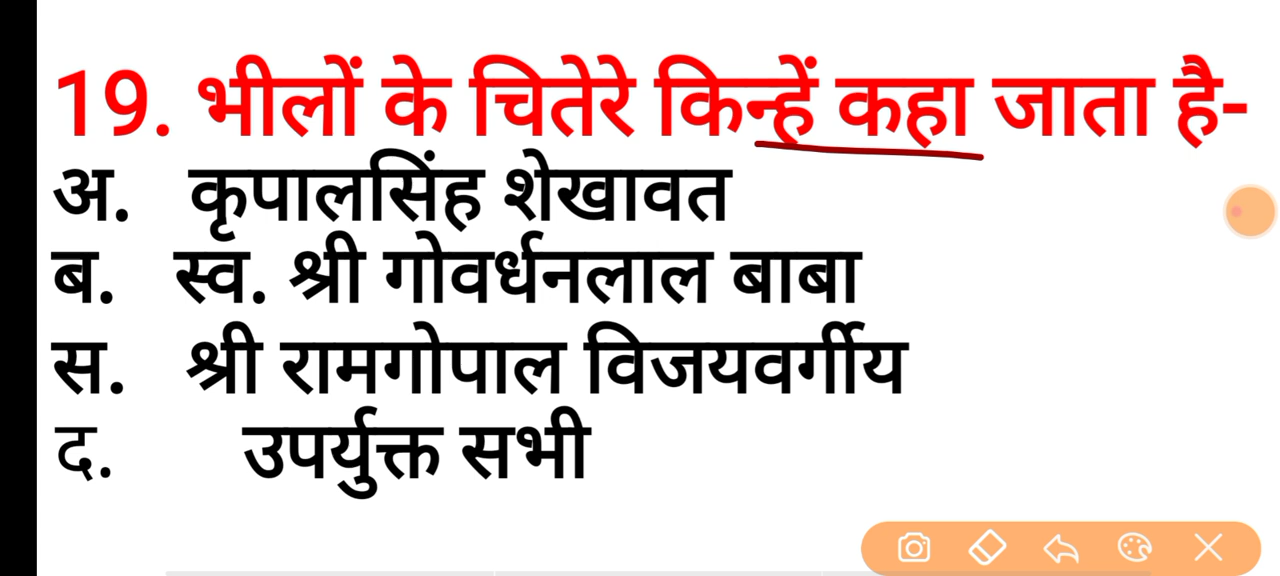 19. भीलों के चितेरे किन्हें कहा जाता है-
अ. कृपालसिंह शेखावत
ब. स्व. श्री गोवर्धनलाल बाबा
स. श्री रामगोपाल विजयवर्गीय
द. उपर्युक्त सभी